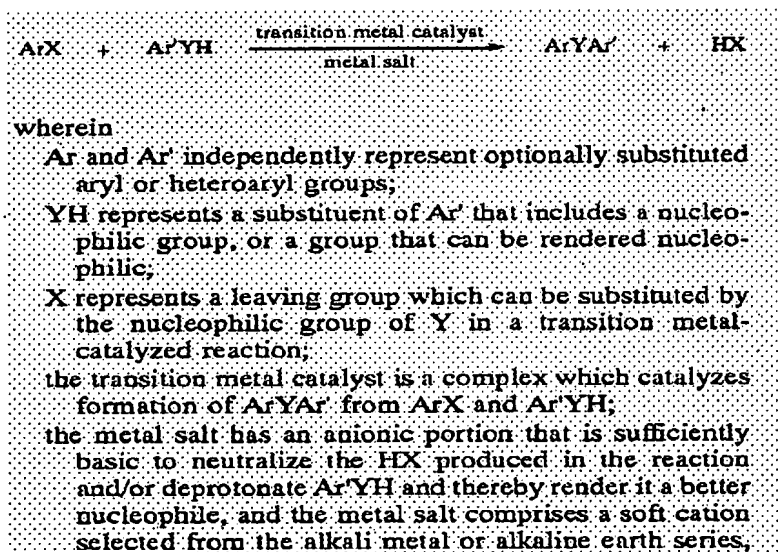 transition metal catalyst
ArX + Ar'YH ArYAr' + HX
metal salt
wherein
Ar and Ar' independently represent optionally substituted
aryl or heteroaryl groups;
YH represents a substituent of Ar' that includes a nucleo-
philic group, or a group that can be rendered nucleo-
philic;
X represents a leaving group which can be substituted by
the nucleophilic group of Y in a transition metal-
catalyzed reaction;
the transition metal catalyst is a complex which catalyzes
formation of ArYAr' from ArX and Ar'YH;
the metal salt has an anionic portion that is sufficiently
basic to neutralize the HX produced in the reaction
and/or deprotonate Ar'YH and thereby render it a better
nucleophile, and the metal salt comprises a soft cation
selected from the alkali metal or alkaline earth series,